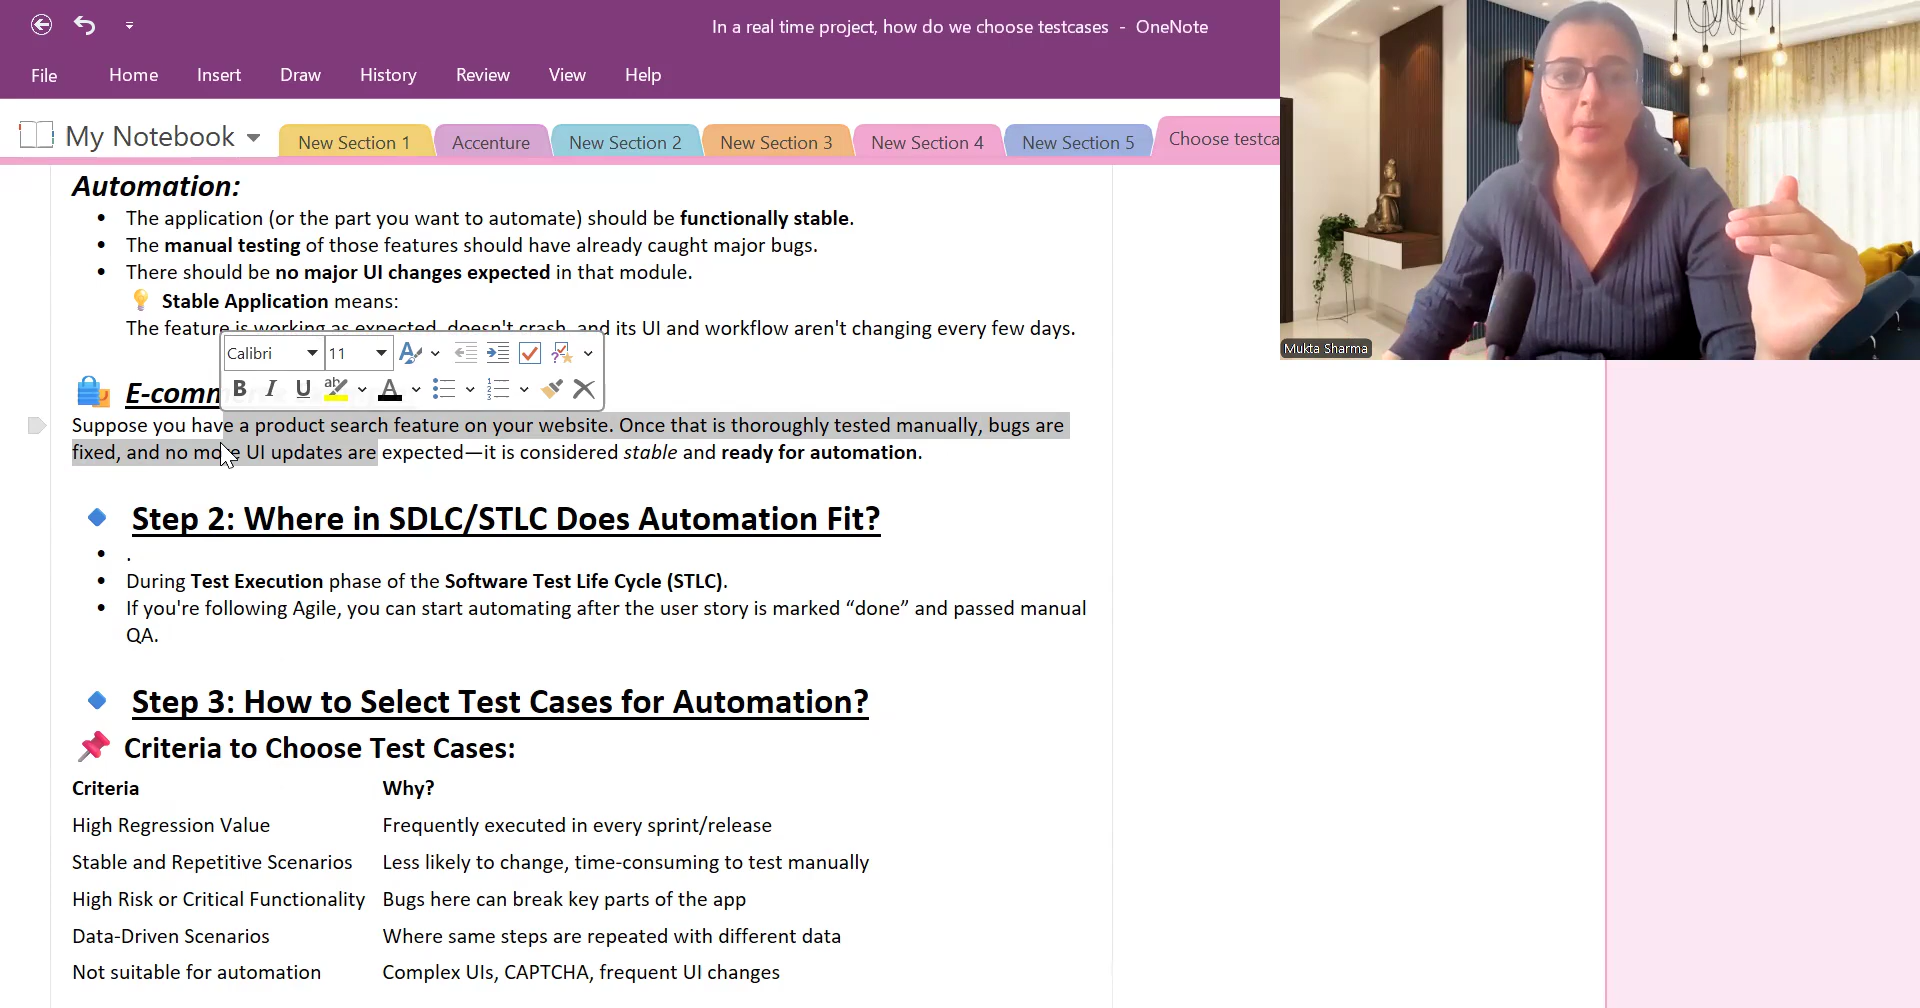 In a real time project, how do we choose testcases - OneNote
File Home Insert Draw History Review View Help
My Notebook New Section 1 Accenture New Section 2 New Section 3 New Section 4 New Section 5 Choose testca
Automation:
• The application (or the part you want to automate) should be functionally stable.
• The manual testing of those features should have already caught major bugs.
• There should be no major UI changes expected in that module.
Stable Application means:
The feature is working as expected, doesn't crash, and its UI and workflow aren't changing every few days.
Calibri 11
B I U ab A
E-comm
Suppose you have a product search feature on your website. Once that is thoroughly tested manually, bugs are
fixed, and no more UI updates are expected—it is considered stable and ready for automation.
Step 2: Where in SDLC/STLC Does Automation Fit?
• .
• During Test Execution phase of the Software Test Life Cycle (STLC).
• If you're following Agile, you can start automating after the user story is marked “done” and passed manual
QA.
Step 3: How to Select Test Cases for Automation?
Criteria to Choose Test Cases:
Criteria Why?
High Regression Value Frequently executed in every sprint/release
Stable and Repetitive Scenarios Less likely to change, time-consuming to test manually
High Risk or Critical Functionality Bugs here can break key parts of the app
Data-Driven Scenarios Where same steps are repeated with different data
Not suitable for automation Complex UIs, CAPTCHA, frequent UI changes
Mukta Sharma